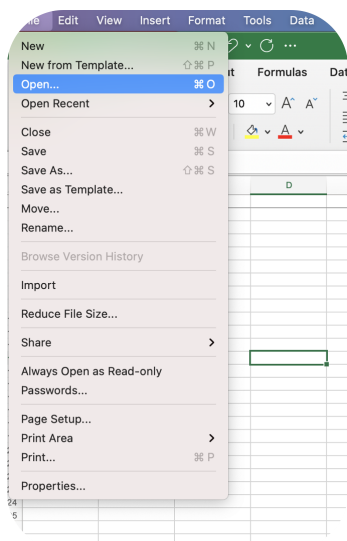 Edit View Insert Format Tools Data
New ⌘ N
New from Template... ⇧⌘ P
Open... ⌘ O
Open Recent >
Formulas
10 A^ Aˇ
Close ⌘ W
Save ⌘ S
A
Save As... ⇧⌘ S
Save as Template...
D
Move...
Rename...
Browse Version History
Import
Reduce File Size...
Share >
Always Open as Read-only
Passwords...
Page Setup...
Print Area >
Print... ⌘ P
Properties...
24
5